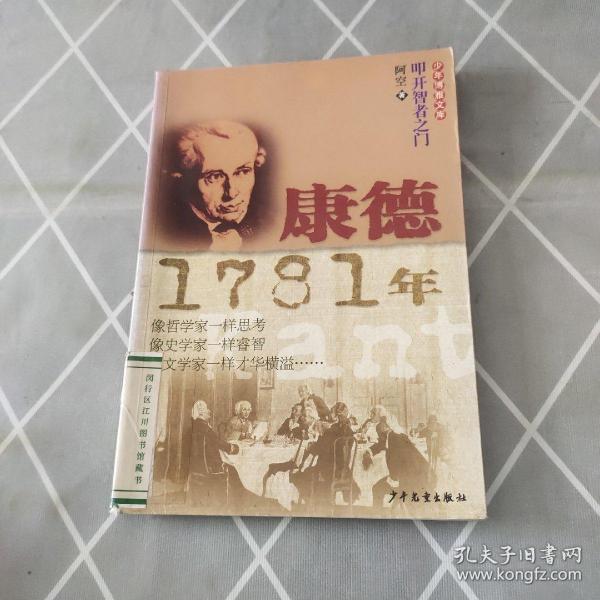 少年博雅文库
叩开智者之门
阿空 著
康德
1781年
Kant
像哲学家一样思考
像史学家一样睿智
文学家一样才华横溢……
闵行区江川图书馆藏书
少年儿童出版社
孔夫子旧书网
www.kongfz.com